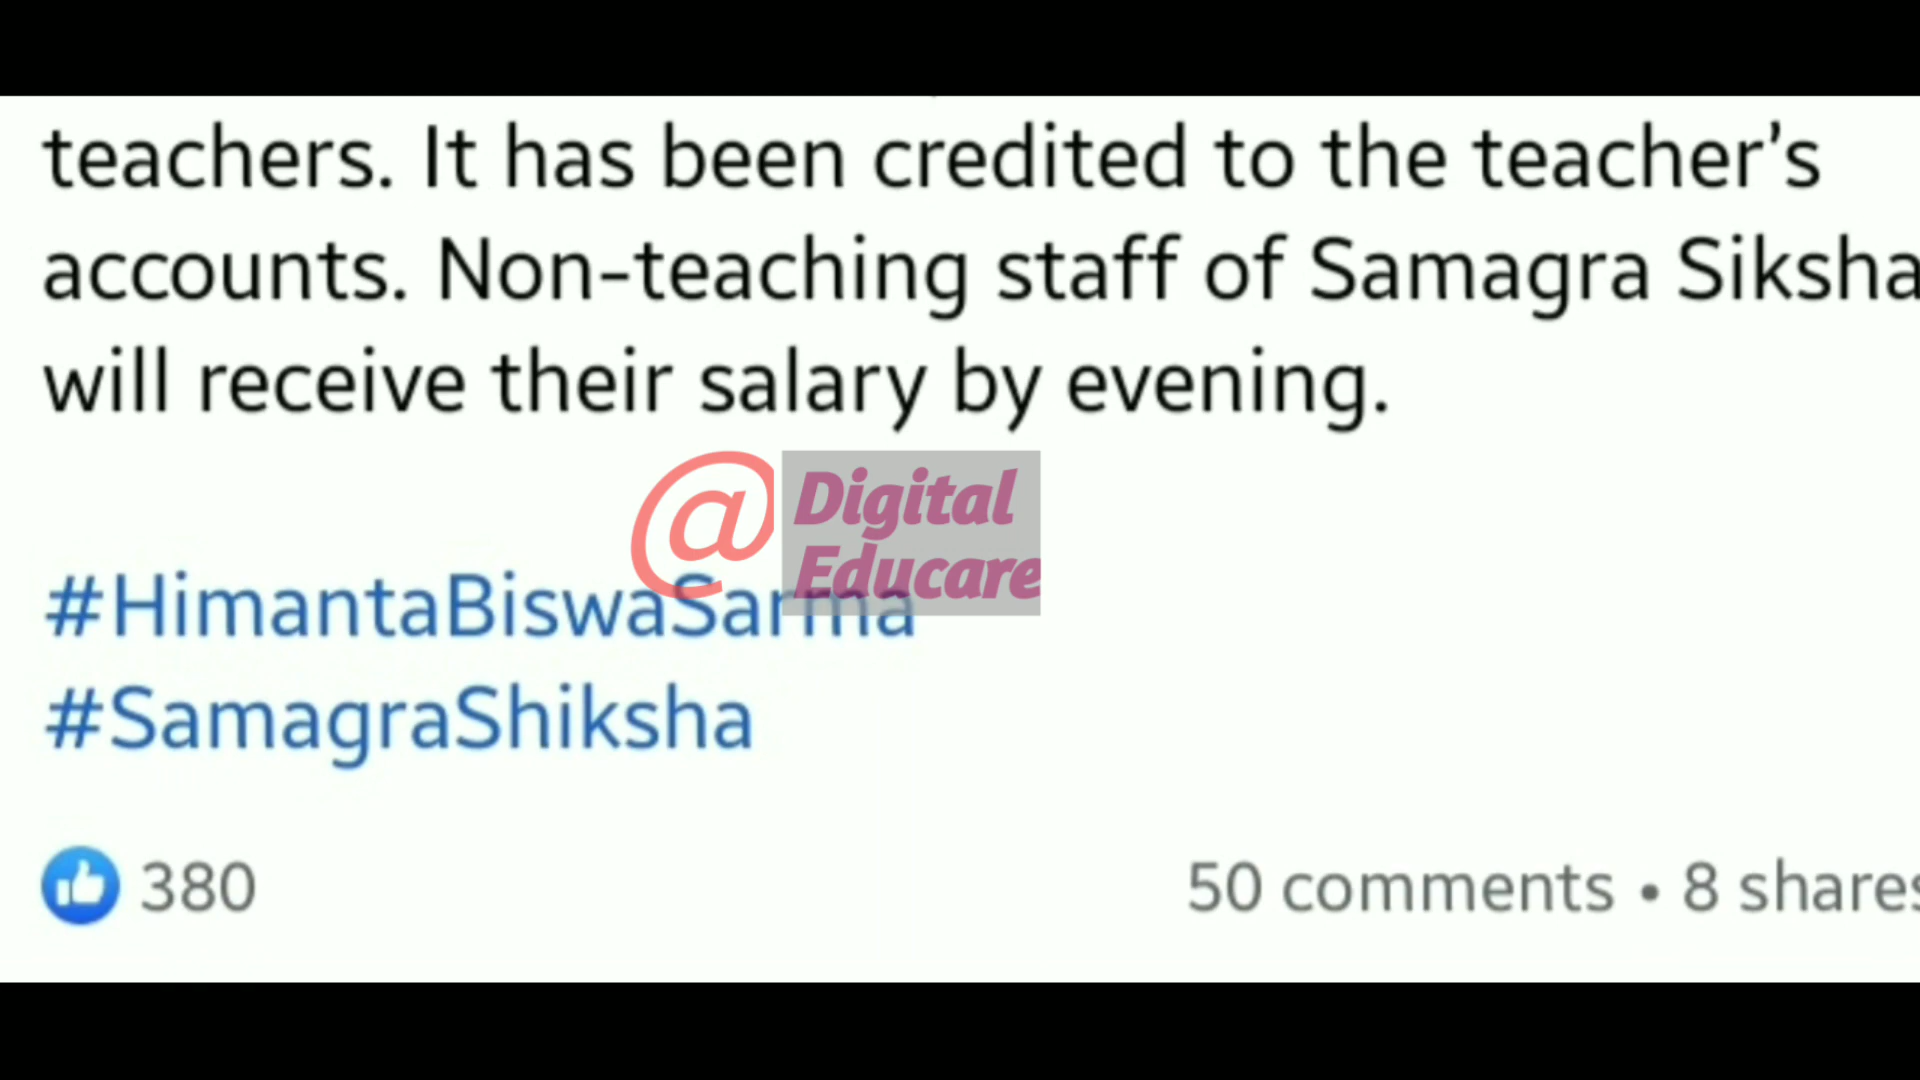 teachers. It has been credited to the teacher’s
accounts. Non-teaching staff of Samagra Siksha
will receive their salary by evening.
@ Digital
Educare
#HimantaBiswaSarma
#SamagraShiksha
380
50 comments • 8 shares